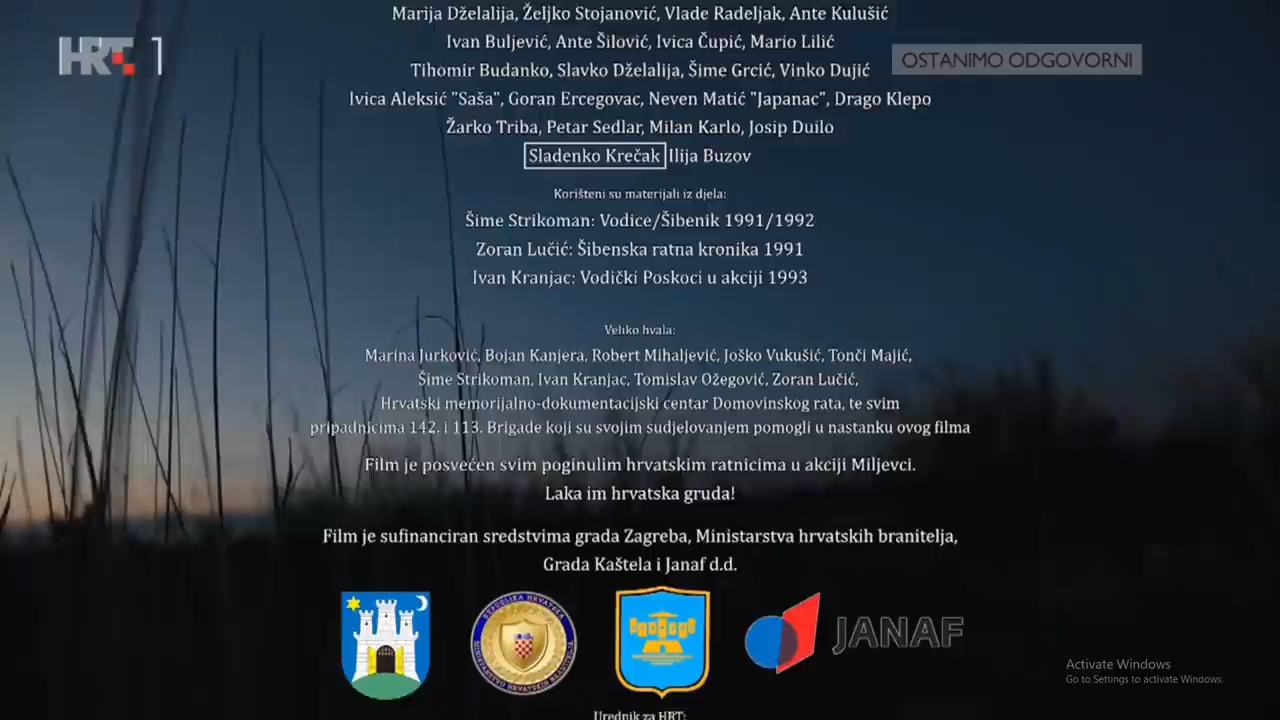 Marija Dželalija, Željko Stojanović, Vlade Radeljak, Ante Kulušić
HRT 1
Ivan Buljević, Ante Šilović, Ivica Čupić, Mario Lilić
OSTANIMO ODGOVORNI
Tihomir Budanko, Slavko Dželalija, Šime Grcić, Vinko Dujić
Ivica Aleksić "Saša", Goran Ercegovac, Neven Matić "Japanac", Drago Klepo
Žarko Triba, Petar Sedlar, Milan Karlo, Josip Duilo
Sladenko Krečak Ilija Buzov
Korišteni su materijali iz djela:
Šime Strikoman: Vodice/Šibenik 1991/1992
Zoran Lučić: Šibenska ratna kronika 1991
Ivan Kranjac: Vodički Poskoci u akciji 1993
Veliko hvala:
Marina Jurković, Bojan Kanjera, Robert Mihaljević, Joško Vukušić, Tonči Majić,
Šime Strikoman, Ivan Kranjac, Tomislav Ožegović, Zoran Lučić,
Hrvatski memorijalno-dokumentacijski centar Domovinskog rata, te svim
pripadnicima 142. i 113. Brigade koji su svojim sudjelovanjem pomogli u nastanku ovog filma
Film je posvećen svim poginulim hrvatskim ratnicima u akciji Miljevci.
Laka im hrvatska gruda!
Film je sufinanciran sredstvima grada Zagreba, Ministarstva hrvatskih branitelja,
Grada Kaštela i Janaf d.d.
REPUBLIKA HRVATSKA
JANAF
Activate Windows
Go to Settings to activate Windows.
Urednik za HRT: